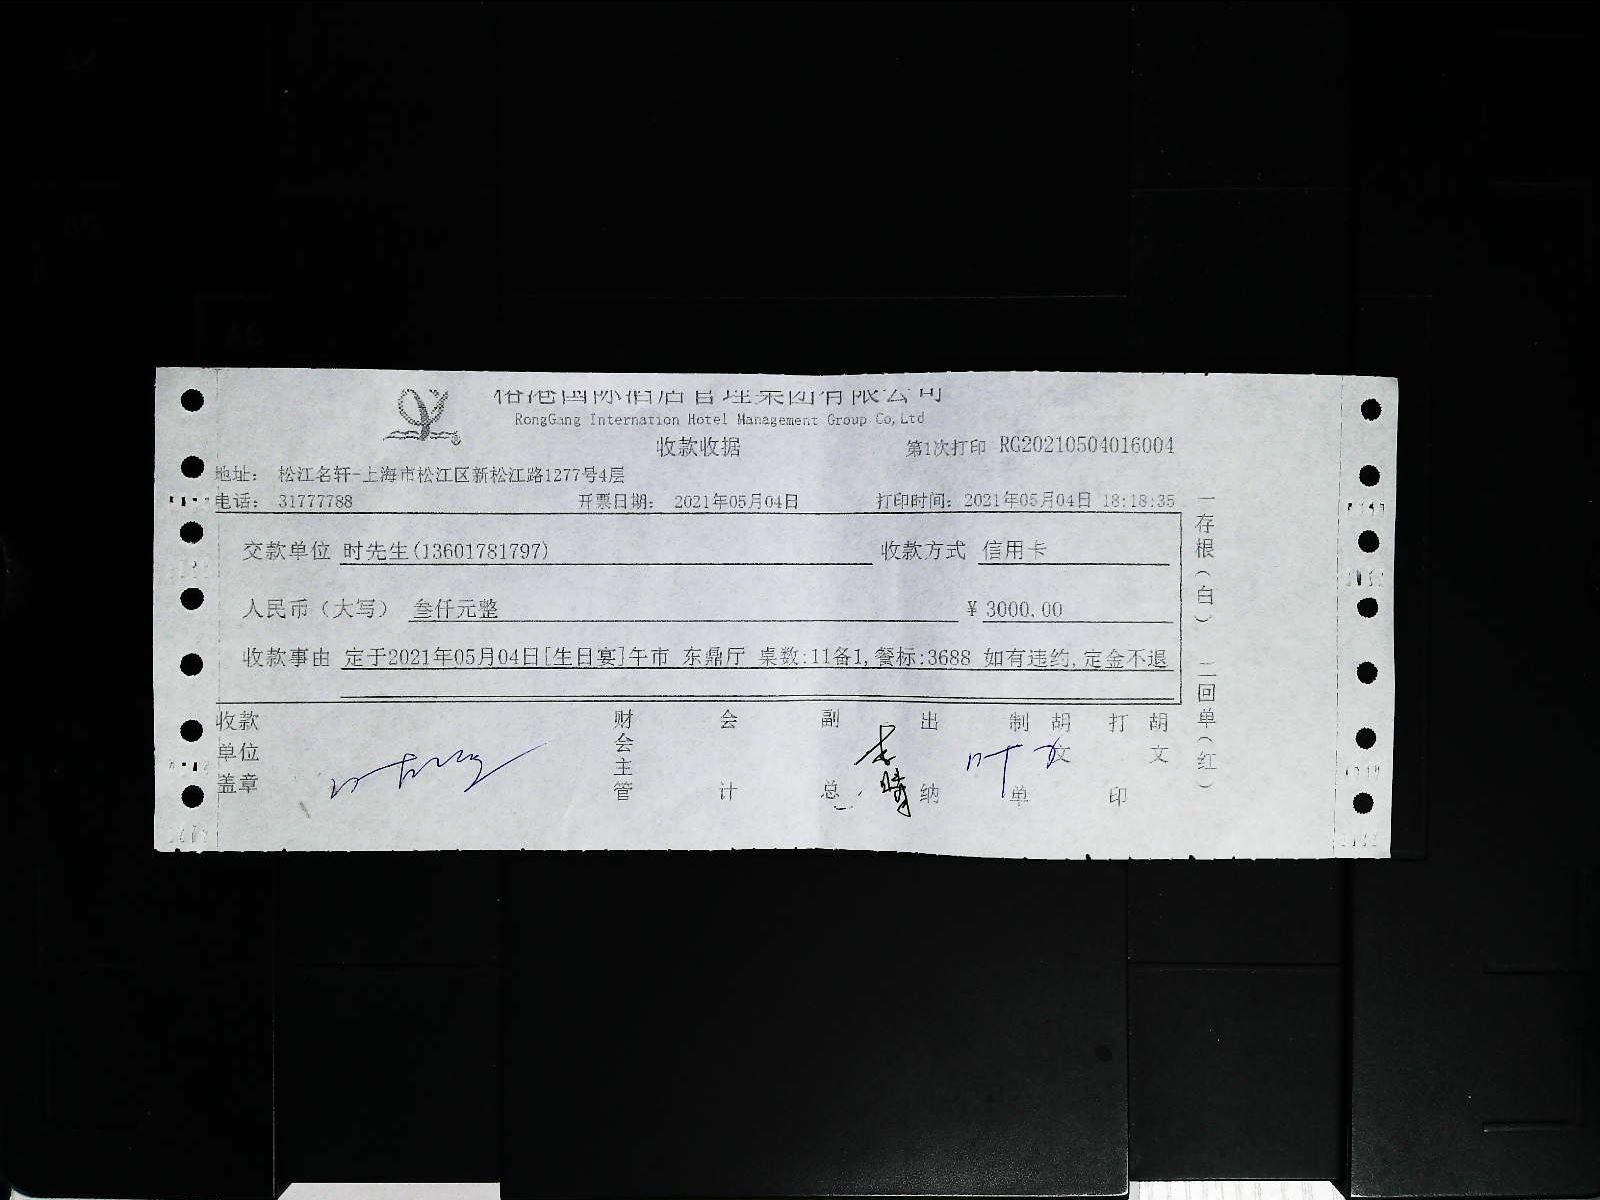 国际酒店管理集团有限公司
RongGang Internation Hotel Management Group Co,Ltd
收款收据
第1次打印 RG20210504016004
地址： 松江名轩-上海市松江区新松江路1277号4层
电话： 31777788 开票日期： 2021年05月04日 打印时间：2021年05月04日 18:18:35
交款单位 时先生(13601781797) 收款方式 信用卡
人民币（大写） 叁仟元整 ¥ 3000.00
收款事由 定于2021年05月04日[生日宴]午市 东鼎厅 桌数:11备1,餐标:3688 如有违约,定金不退
收款单位盖章 财会主管 会计 副总 出纳 制单 胡文 打印 胡文
一存根（白） 二回单（红）